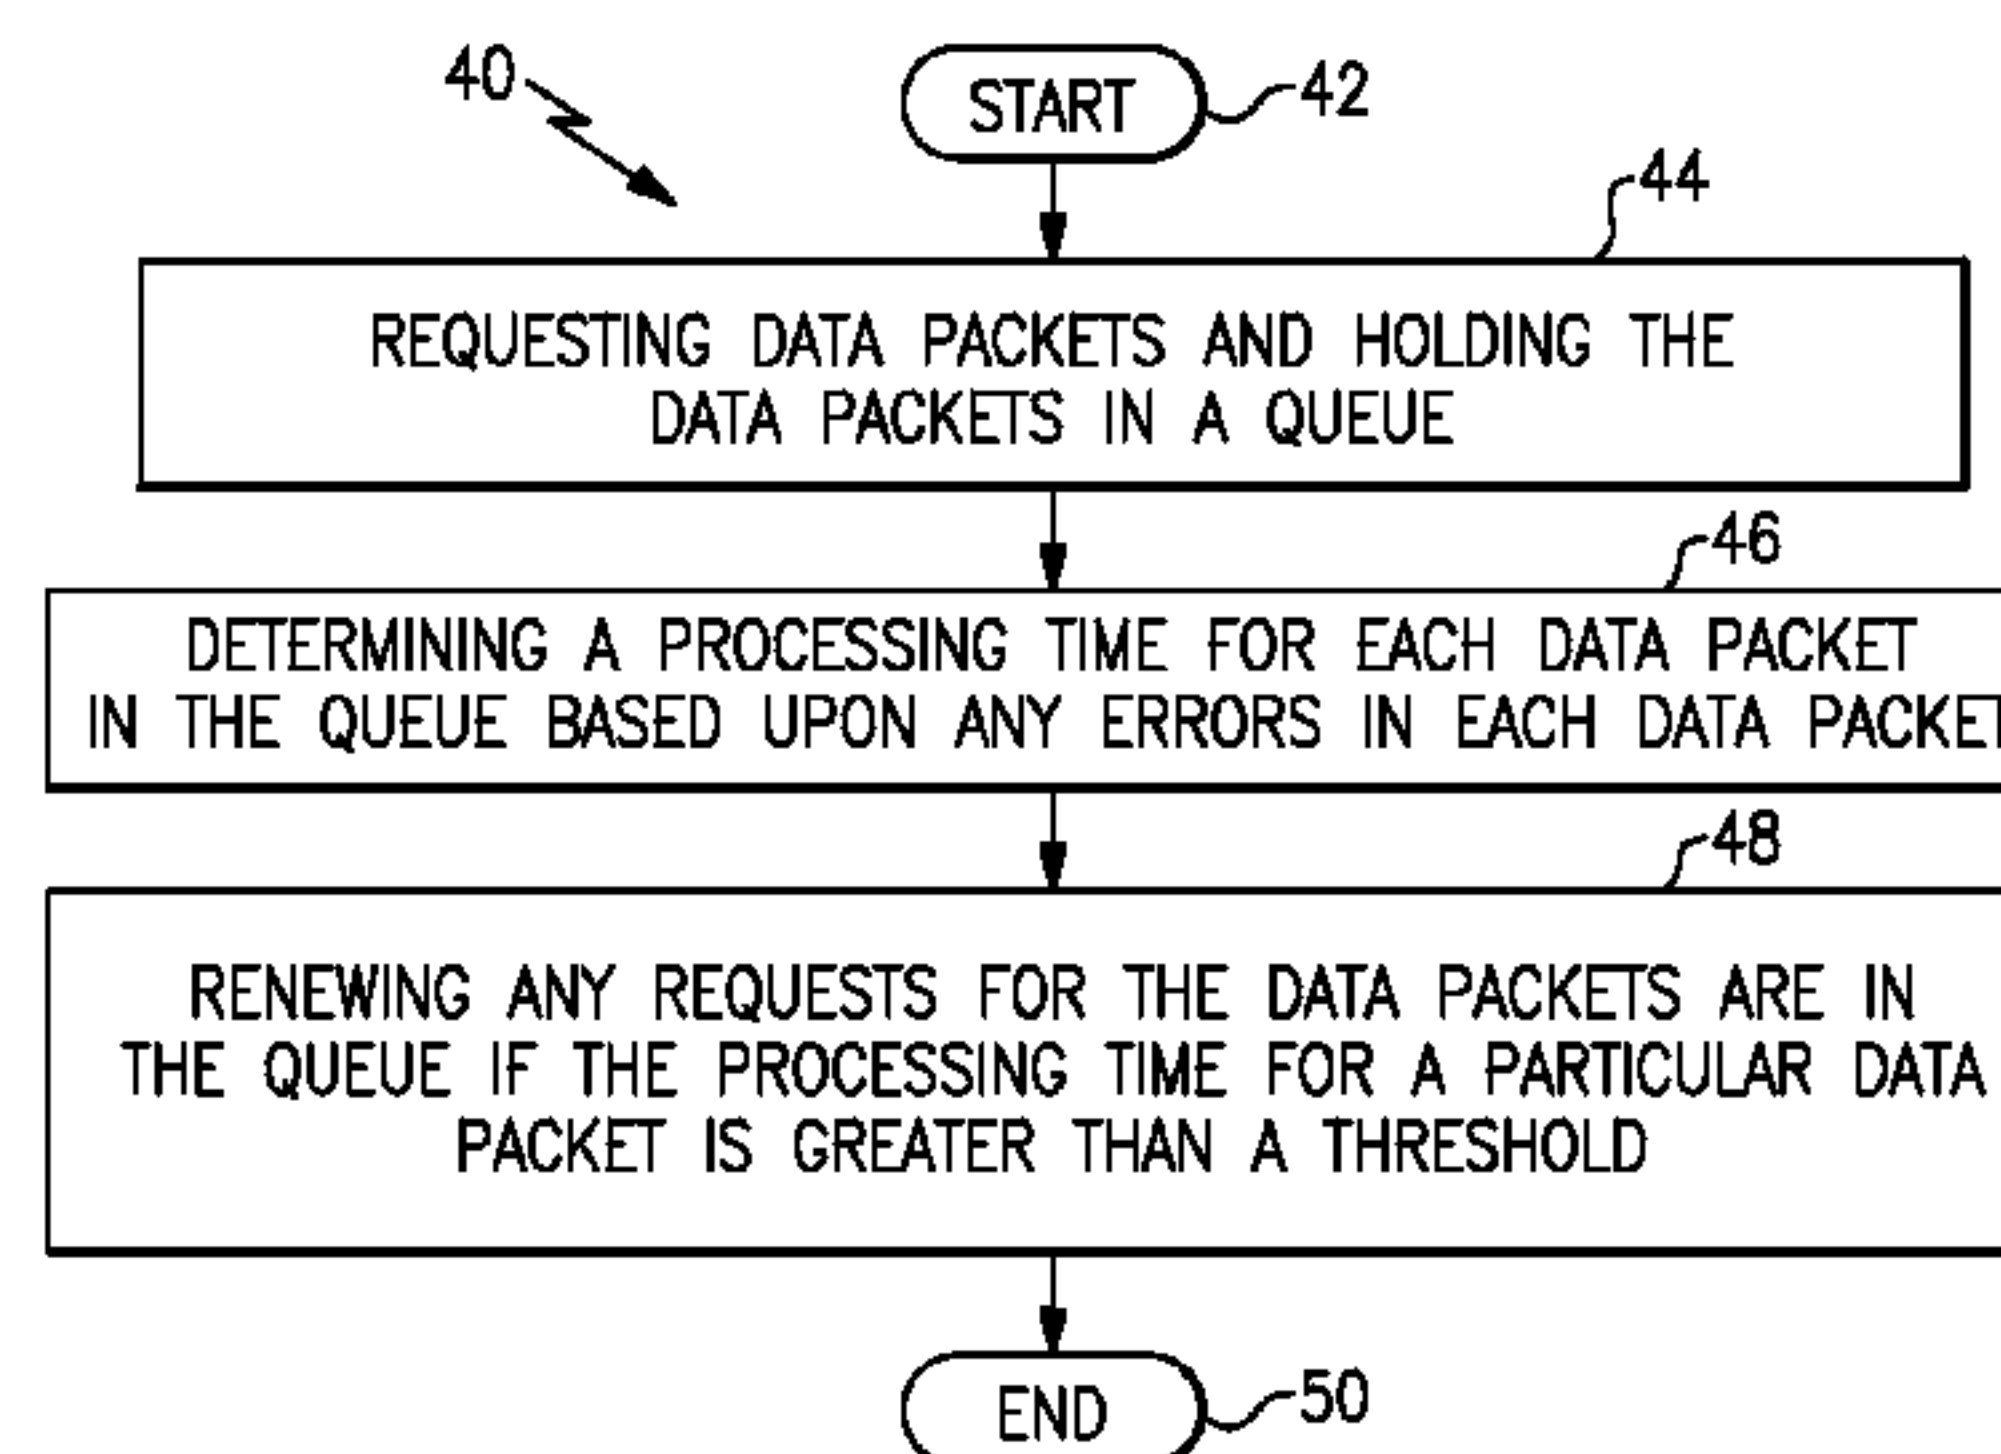 40
START
42
44
REQUESTING DATA PACKETS AND HOLDING THE
DATA PACKETS IN A QUEUE
46
DETERMINING A PROCESSING TIME FOR EACH DATA PACKET
IN THE QUEUE BASED UPON ANY ERRORS IN EACH DATA PACKET
48
RENEWING ANY REQUESTS FOR THE DATA PACKETS ARE IN
THE QUEUE IF THE PROCESSING TIME FOR A PARTICULAR DATA
PACKET IS GREATER THAN A THRESHOLD
END
50